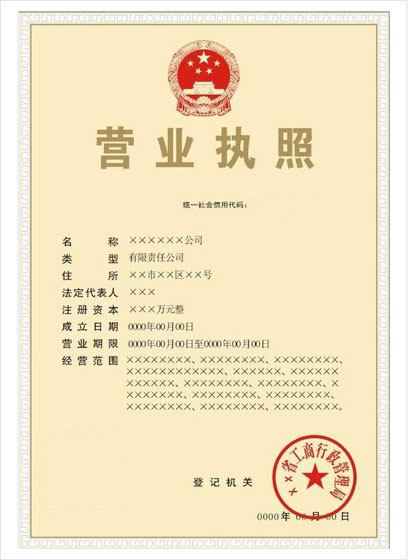 营业执照
统一社会信用代码：
名称 ××××××公司
类型 有限责任公司
住所 ××市××区××号
法定代表人 ×××
注册资本 ×××万元整
成立日期 0000年00月00日
营业期限 0000年00月00日至0000年00月00日
经营范围 ××××××××、××××××××、
××××××××、××××××、××××
×××、××××××××、×××××××、×
×××××××、××××××××、××××
××××、××××××××、××××××××。
××省工商行政管理局
登记机关
0000年 00月00日